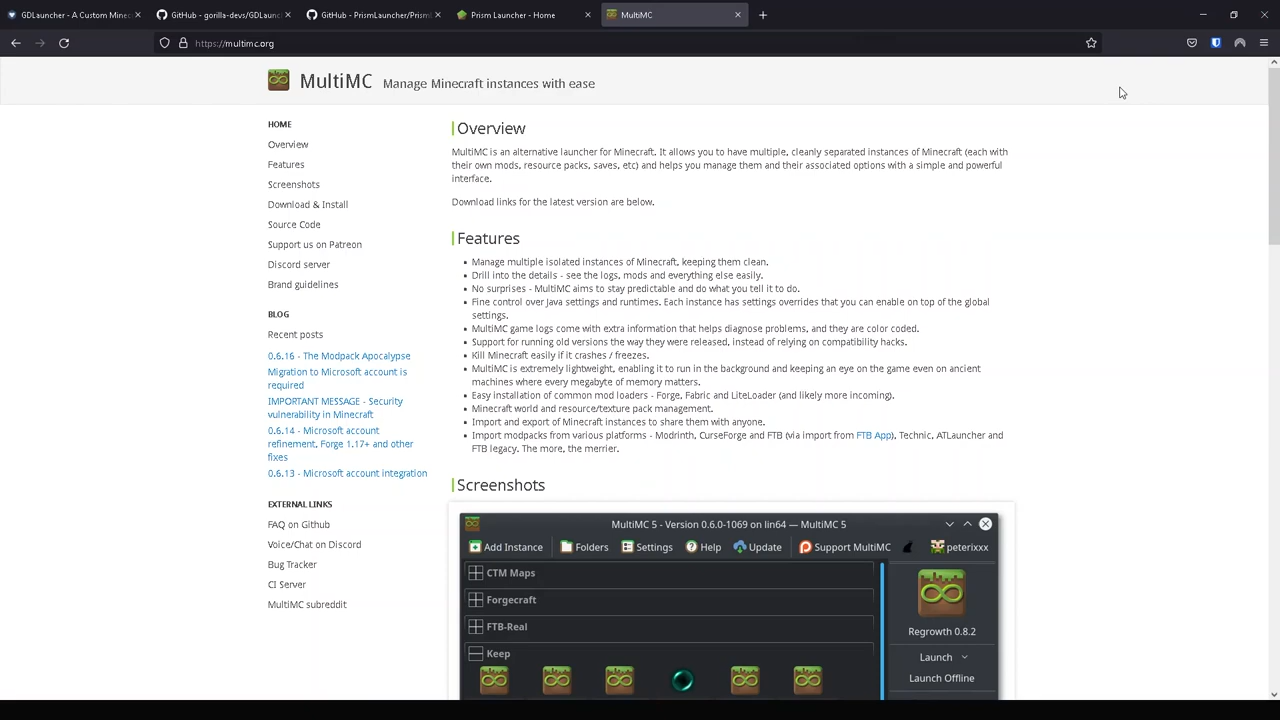 GDLauncher - A Custom Minec
GitHub - gorilla-devs/GDLaunc
GitHub - PrismLauncher/Prism
Prism Launcher - Home
MultiMC
https://multimc.org
MultiMC Manage Minecraft instances with ease
HOME
Overview
Features
Screenshots
Download & Install
Source Code
Support us on Patreon
Discord server
Brand guidelines
BLOG
Recent posts
0.6.16 - The Modpack Apocalypse
Migration to Microsoft account is
required
IMPORTANT MESSAGE - Security
vulnerability in Minecraft
0.6.14 - Microsoft account
refinement, Forge 1.17+ and other
fixes
0.6.13 - Microsoft account integration
EXTERNAL LINKS
FAQ on Github
Voice/Chat on Discord
Bug Tracker
CI Server
MultiMC subreddit
Overview
MultiMC is an alternative launcher for Minecraft. It allows you to have multiple, cleanly separated instances of Minecraft (each with
their own mods, resource packs, saves, etc) and helps you manage them and their associated options with a simple and powerful
interface.
Download links for the latest version are below.
Features
Manage multiple isolated instances of Minecraft, keeping them clean.
Drill into the details - see the logs, mods and everything else easily.
No surprises - MultiMC aims to stay predictable and do what you tell it to do.
Fine control over Java settings and runtimes. Each instance has settings overrides that you can enable on top of the global
settings.
MultiMC game logs come with extra information that helps diagnose problems, and they are color coded.
Support for running old versions the way they were released, instead of relying on compatibility hacks.
Kill Minecraft easily if it crashes / freezes.
MultiMC is extremely lightweight, enabling it to run in the background and keeping an eye on the game even on ancient
machines where every megabyte of memory matters.
Easy installation of common mod loaders - Forge, Fabric and LiteLoader (and likely more incoming).
Minecraft world and resource/texture pack management.
Import and export of Minecraft instances to share them with anyone.
Import modpacks from various platforms - Modrinth, CurseForge and FTB (via import from FTB App), Technic, ATLauncher and
FTB legacy. The more, the merrier.
Screenshots
MultiMC 5 - Version 0.6.0-1069 on lin64 — MultiMC 5
Add Instance Folders Settings Help Update Support MultiMC peterixxx
CTM Maps
Forgecraft
FTB-Real
Keep
Regrowth 0.8.2
Launch
Launch Offline